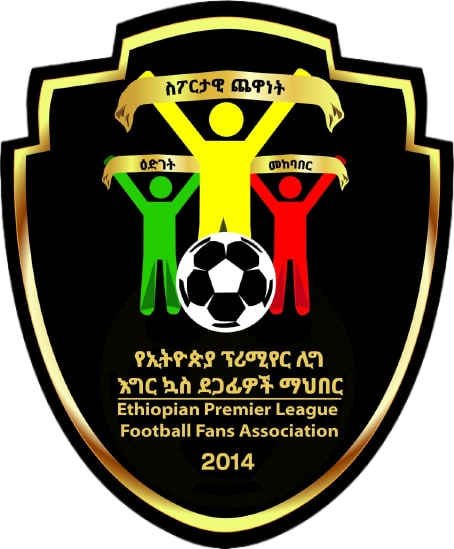 ስፖርታዊ ጨዋነት
ዕድገት
መከባበር
የኢትዮጵያ ፕሪሚየር ሊግ
እግር ኳስ ደጋፊዎች ማህበር
Ethiopian Premier League
Football Fans Association
2014